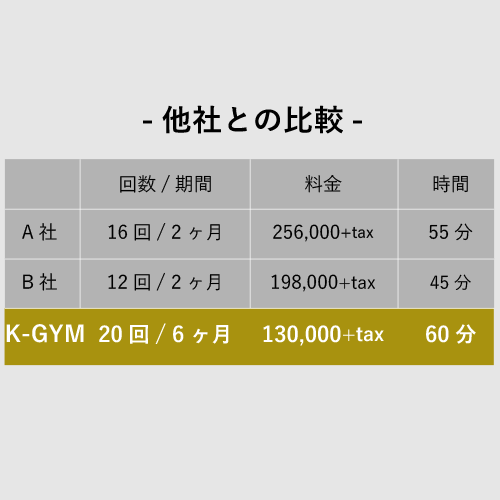 - 他社との比較 -
回数 / 期間 料金 時間
A 社 16 回 / 2 ヶ月 256,000+tax 55 分
B 社 12 回 / 2 ヶ月 198,000+tax 45 分
K-GYM 20 回 / 6 ヶ月 130,000+tax 60 分